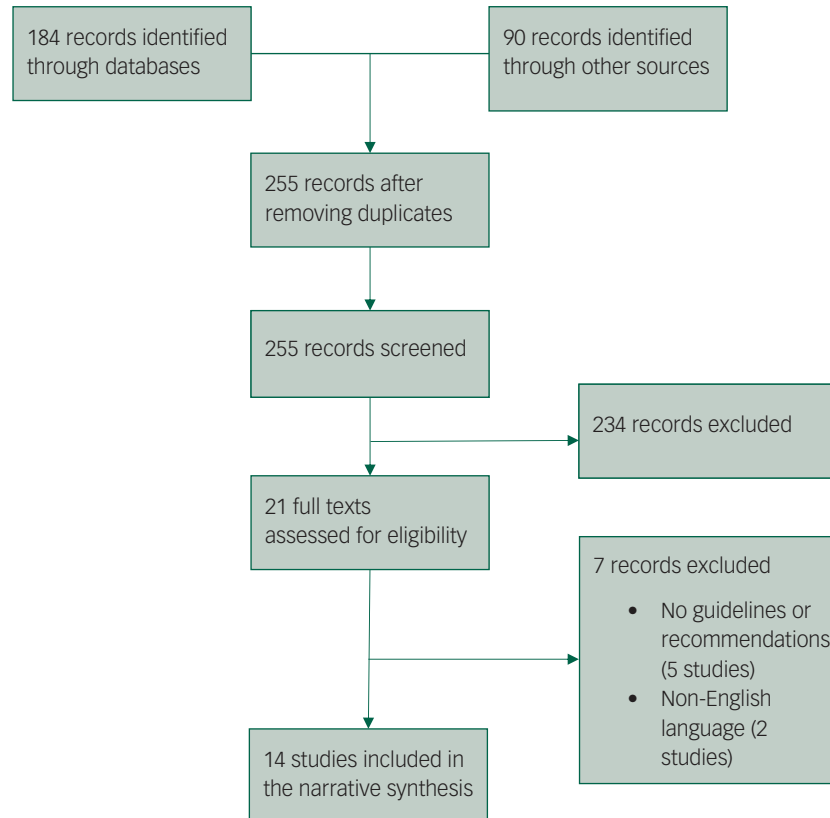 184 records identified
through databases
90 records identified
through other sources
255 records after
removing duplicates
255 records screened
234 records excluded
21 full texts
assessed for eligibility
7 records excluded
• No guidelines or
recommendations
(5 studies)
• Non-English
language (2
studies)
14 studies included in
the narrative synthesis